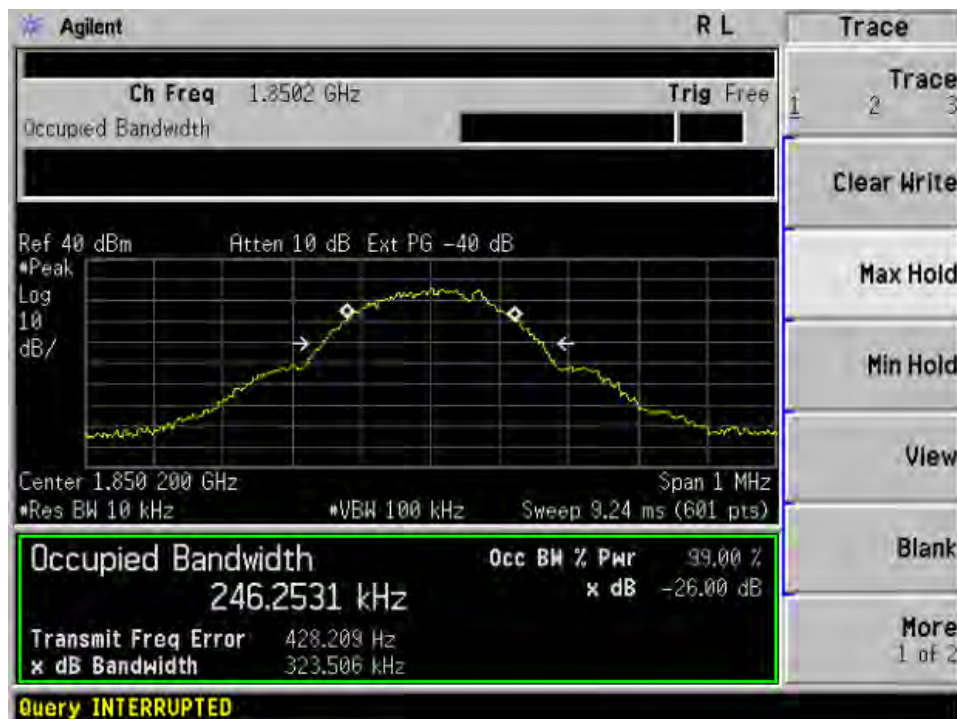 Agilent R L Trace
Ch Freq 1.8502 GHz Trig Free
Occupied Bandwidth
Trace
1 2 3
Clear Write
Max Hold
Min Hold
View
Blank
More
1 of 2
Ref 40 dBm Atten 10 dB Ext PG -40 dB
*Peak
Log
10
dB/
Center 1.850 200 GHz Span 1 MHz
*Res BW 10 kHz *VBW 100 kHz Sweep 9.24 ms (601 pts)
Occupied Bandwidth
246.2531 kHz
Occ BW % Pwr 99.00 %
x dB -26.00 dB
Transmit Freq Error 428.209 Hz
x dB Bandwidth 323.506 kHz
Query INTERRUPTED